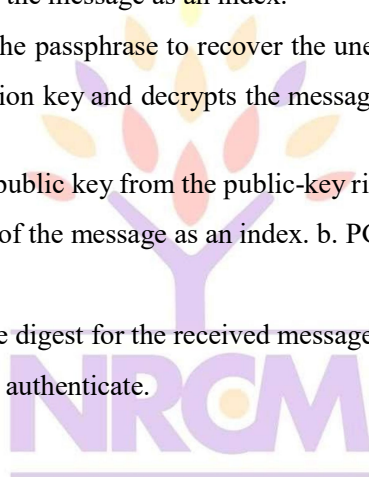 the message as an index.
he passphrase to recover the une
ion key and decrypts the messag
public key from the public-key ri
of the message as an index. b. PG
e digest for the received message
authenticate.
NRCM